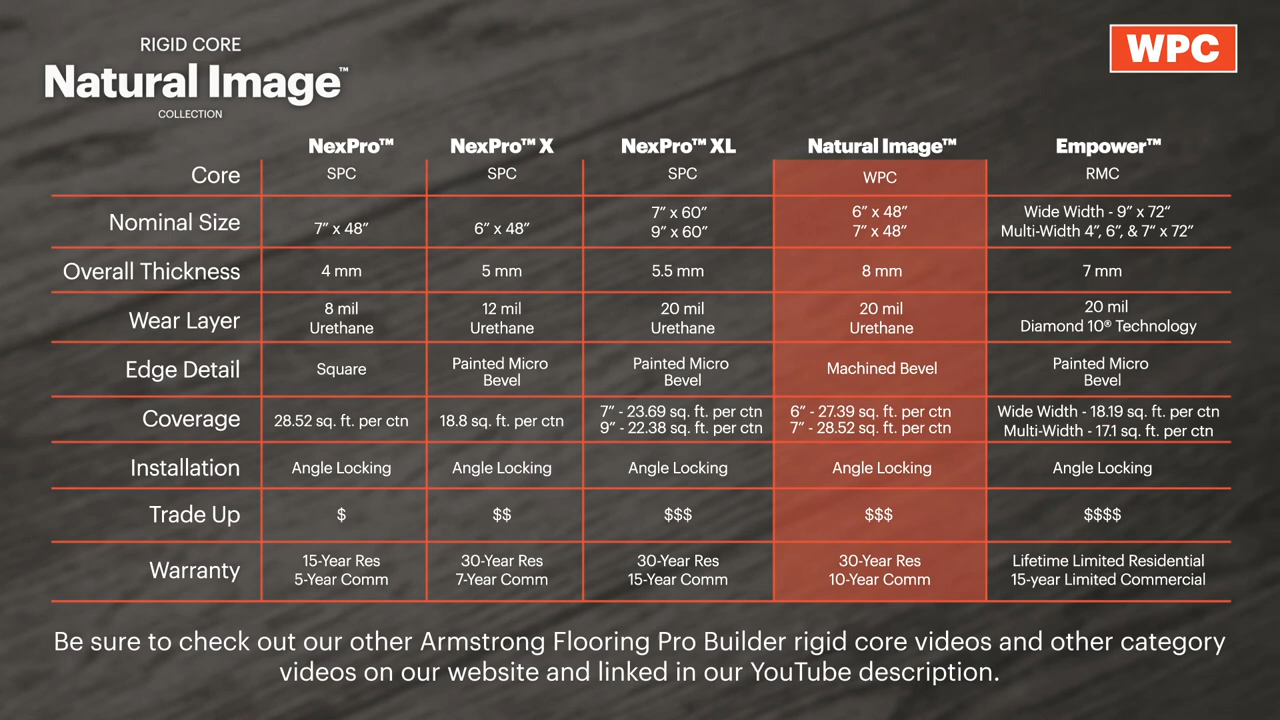 RIGID CORE
Natural Image™
COLLECTION
WPC
NexPro™ NexPro™ X NexPro™ XL Natural Image™ Empower™
Core SPC SPC SPC WPC RMC
Nominal Size 7” x 48” 6” x 48” 7” x 60” 6” x 48” Wide Width - 9” x 72“
9” x 60” 7” x 48” Multi-Width 4”, 6”, & 7” x 72”
Overall Thickness 4 mm 5 mm 5.5 mm 8 mm 7 mm
Wear Layer 8 mil 12 mil 20 mil 20 mil 20 mil
Urethane Urethane Urethane Urethane Diamond 10® Technology
Edge Detail Square Painted Micro Painted Micro Machined Bevel Painted Micro
Bevel Bevel Bevel
Coverage 28.52 sq. ft. per ctn 18.8 sq. ft. per ctn 7” - 23.69 sq. ft. per ctn 6” - 27.39 sq. ft. per ctn Wide Width - 18.19 sq. ft. per ctn
9” - 22.38 sq. ft. per ctn 7” - 28.52 sq. ft. per ctn Multi-Width - 17.1 sq. ft. per ctn
Installation Angle Locking Angle Locking Angle Locking Angle Locking Angle Locking
Trade Up $ $$ $$$ $$$ $$$$
Warranty 15-Year Res 30-Year Res 30-Year Res 30-Year Res Lifetime Limited Residential
5-Year Comm 7-Year Comm 15-Year Comm 10-Year Comm 15-year Limited Commercial
Be sure to check out our other Armstrong Flooring Pro Builder rigid core videos and other category
videos on our website and linked in our YouTube description.